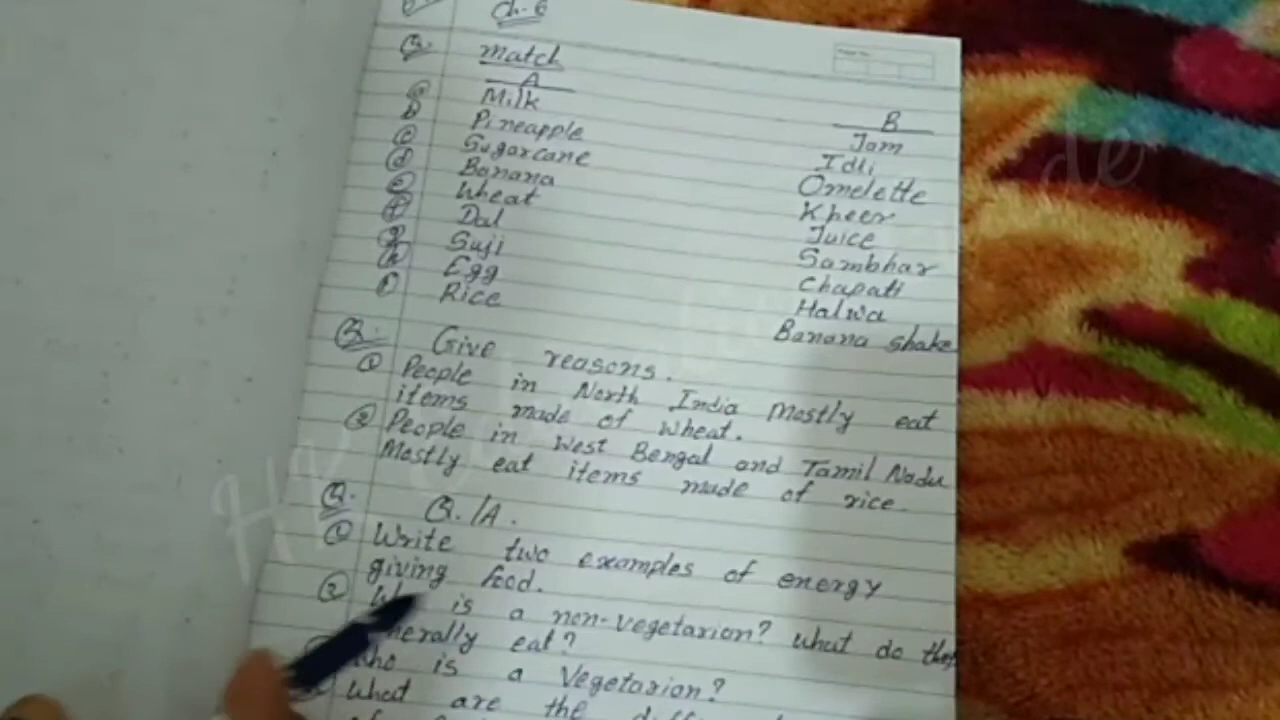 Ch. 6
Q. Match
A
B
a Milk
Jam
b Pineapple
Idli
c Sugarcane
Omelette
d Banana
Kheer
e Wheat
Juice
f Dal
Sambhar
g Suji
Chapati
h Egg
Halwa
i Rice
Banana shake
Q. Give reasons.
1 People in North India Mostly eat
items made of wheat.
2 People in West Bengal and Tamil Nadu
Mostly eat items made of rice.
Q. Q./A.
1 Write two examples of energy
giving food.
2 is a non-vegetarian? What do they
eat?
is a Vegetarian?
What are the